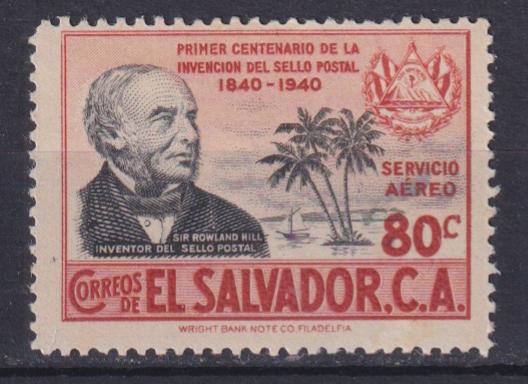 PRIMER CENTENARIO DE LA
INVENCION DEL SELLO POSTAL
1840-1940
SERVICIO
AÉREO
80c
SIR ROWLAND HILL
INVENTOR DEL SELLO POSTAL
CORREOS DE EL SALVADOR, C.A.
WRIGHT BANK NOTE CO. FILADELFIA